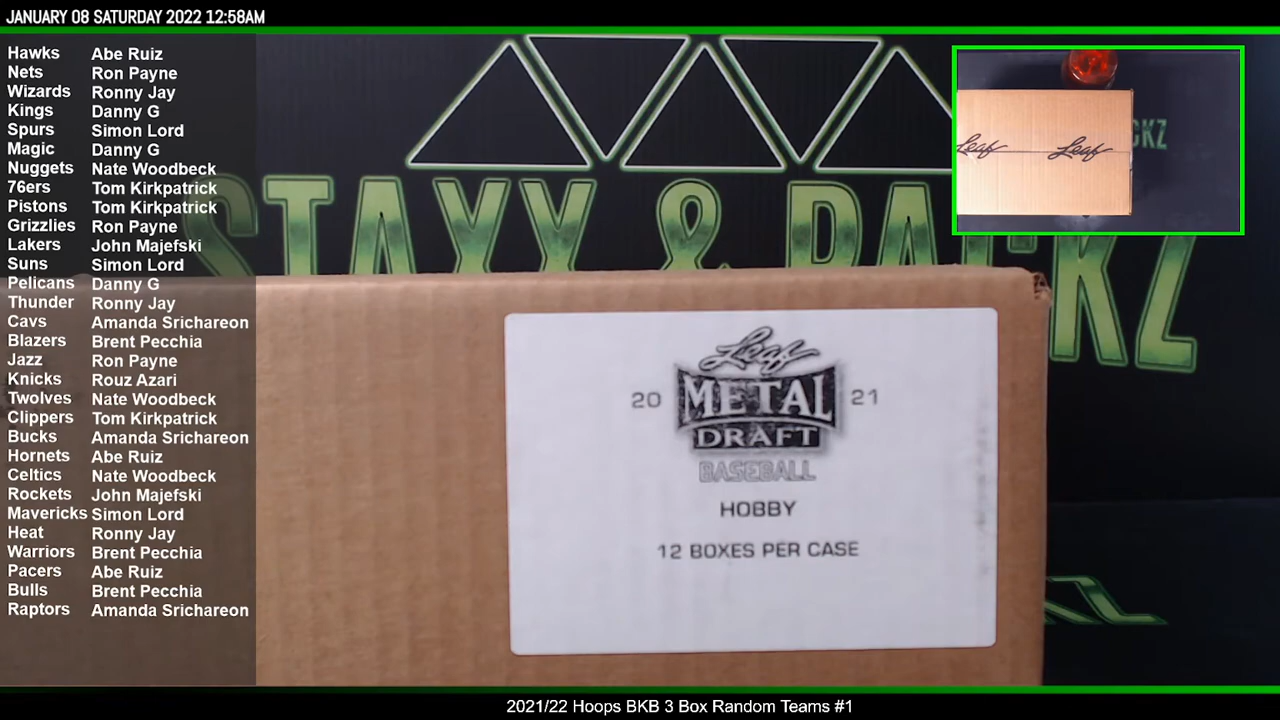 JANUARY 08 SATURDAY 2022 12:58AM
Hawks Abe Ruiz
Nets Ron Payne
Wizards Ronny Jay
Kings Danny G
Spurs Simon Lord
Magic Danny G
Nuggets Nate Woodbeck
76ers Tom Kirkpatrick
Pistons Tom Kirkpatrick
Grizzlies Ron Payne
Lakers John Majefski
Suns Simon Lord
Pelicans Danny G
Thunder Ronny Jay
Cavs Amanda Srichareon
Blazers Brent Pecchia
Jazz Ron Payne
Knicks Rouz Azari
Twolves Nate Woodbeck
Clippers Tom Kirkpatrick
Bucks Amanda Srichareon
Hornets Abe Ruiz
Celtics Nate Woodbeck
Rockets John Majefski
Mavericks Simon Lord
Heat Ronny Jay
Warriors Brent Pecchia
Pacers Abe Ruiz
Bulls Brent Pecchia
Raptors Amanda Srichareon
STAXX & PACKZ
Leaf Leaf
CKZ
Leaf
20 METAL 21
DRAFT
BASEBALL
HOBBY
12 BOXES PER CASE
2021/22 Hoops BKB 3 Box Random Teams #1